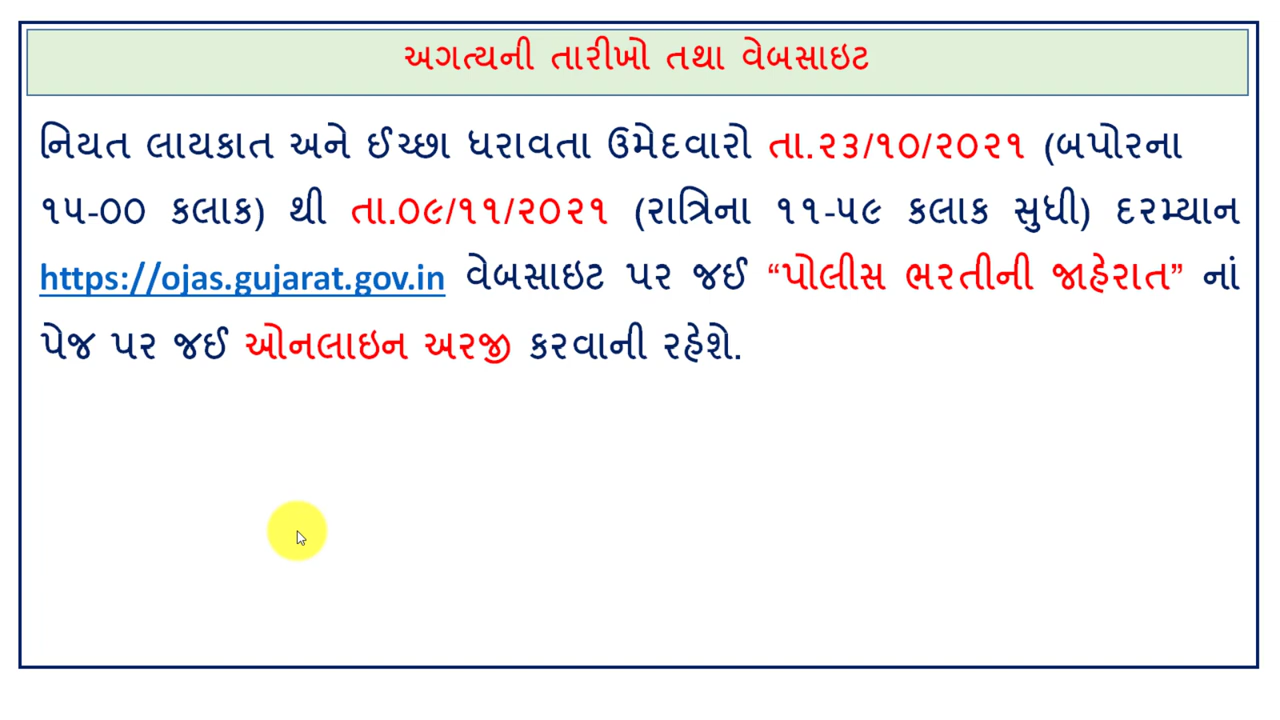 અગત્યની તારીખો તથા વેબસાઇટ
નિયત લાયકાત અને ઈચ્છા ધરાવતા ઉમેદવારો તા.૨૩/૧૦/૨૦૨૧ (બપોરના
૧૫-૦૦ કલાક) થી તા.૦૯/૧૧/૨૦૨૧ (રાત્રિના ૧૧-૫૯ કલાક સુધી) દરમ્યાન
https://ojas.gujarat.gov.in વેબસાઇટ પર જઈ “પોલીસ ભરતીની જાહેરાત” નાં
પેજ પર જઈ ઓનલાઇન અરજી કરવાની રહેશે.